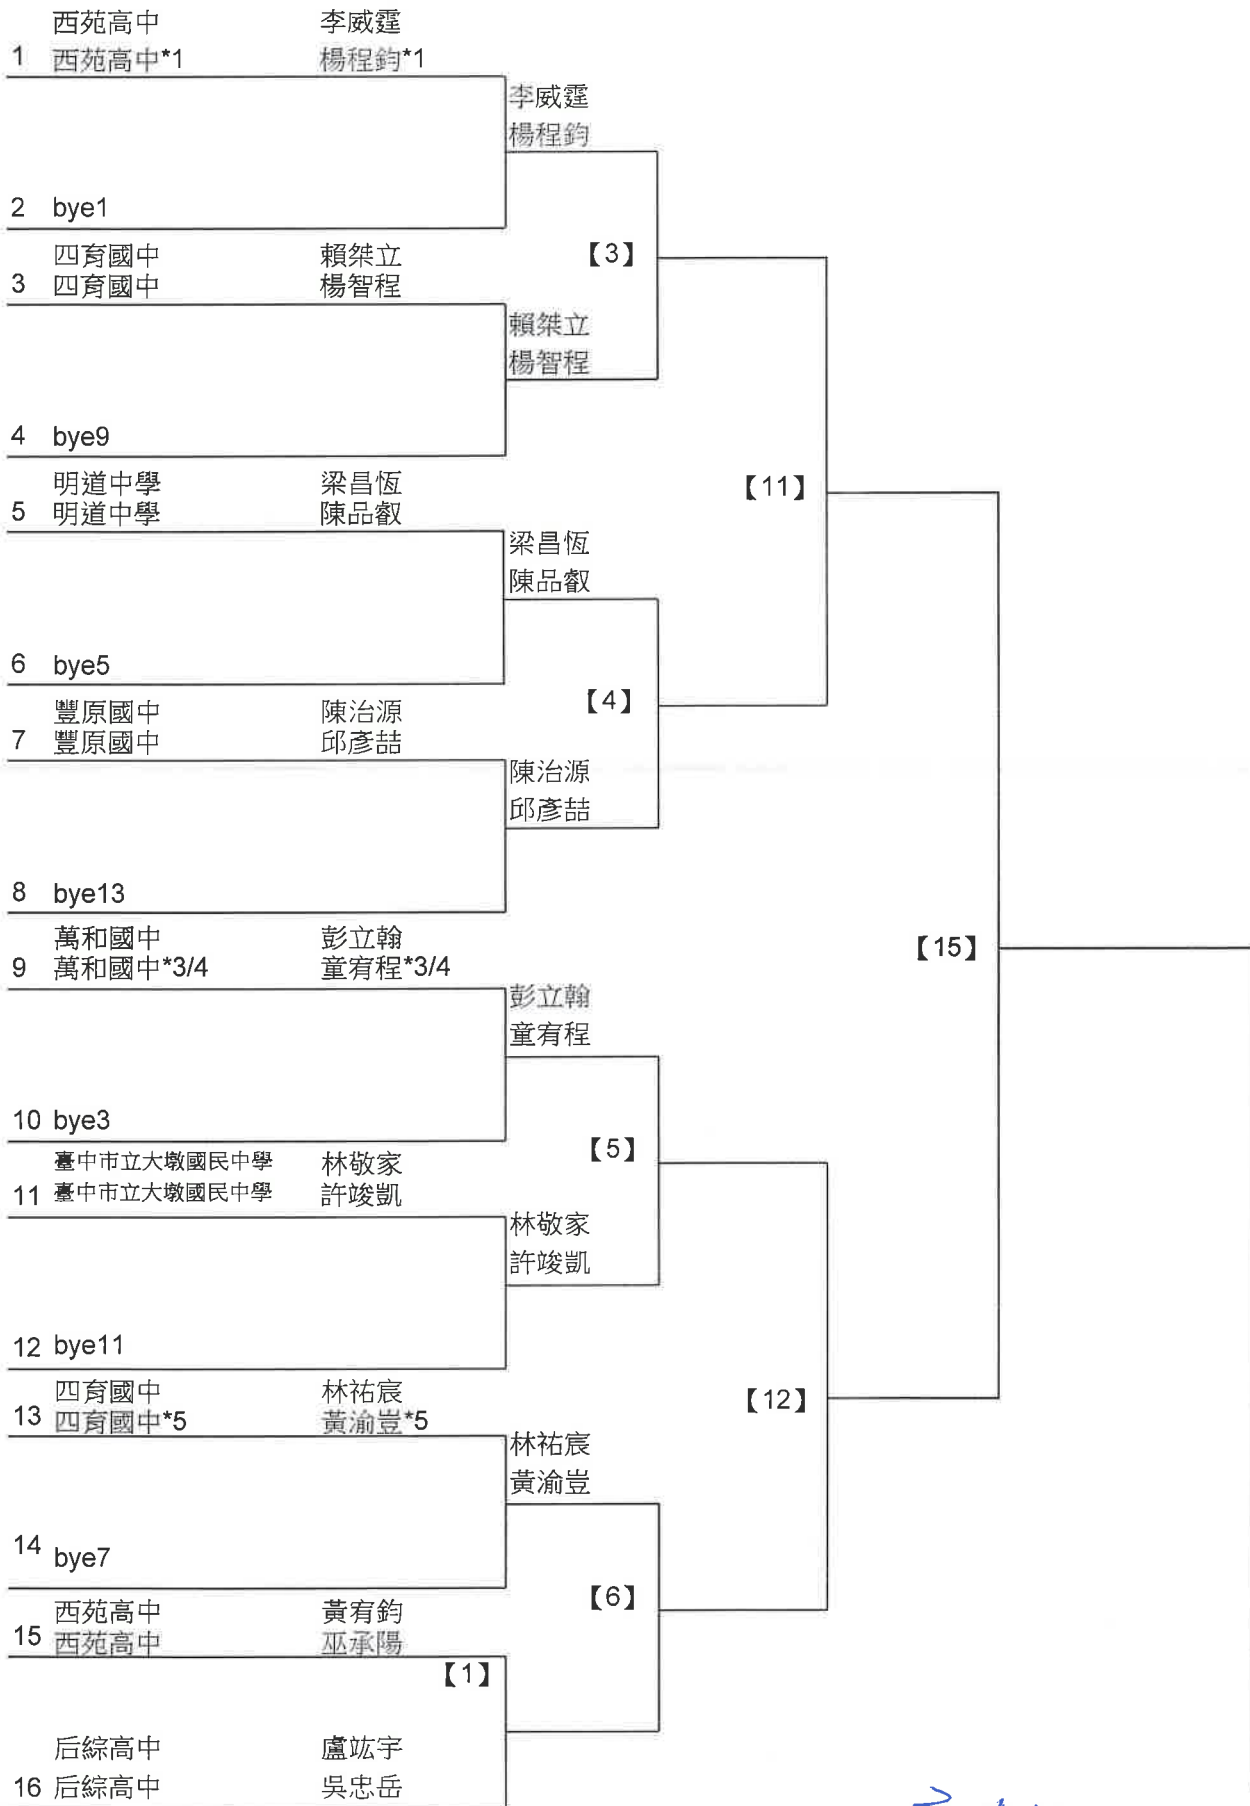 西苑高中 李威霆
1 西苑高中*1 楊程鈞*1
李威霆
楊程鈞
2 bye1
【3】
四育國中 賴桀立
3 四育國中 楊智程
賴桀立
楊智程
4 bye9
【11】
明道中學 梁昌恆
5 明道中學 陳品叡
梁昌恆
陳品叡
6 bye5
【4】
豐原國中 陳治源
7 豐原國中 邱彥喆
陳治源
邱彥喆
8 bye13
【15】
萬和國中 彭立翰
9 萬和國中*3/4 童宥程*3/4
彭立翰
童宥程
10 bye3
【5】
臺中市立大墩國民中學 林敬家
11 臺中市立大墩國民中學 許竣凱
林敬家
許竣凱
12 bye11
【12】
四育國中 林祐宸
13 四育國中*5 黃渝豈*5
林祐宸
黃渝豈
14 bye7
【6】
西苑高中 黃宥鈞
15 西苑高中 巫承陽
【1】
后綜高中 盧竑宇
16 后綜高中 吳忠岳